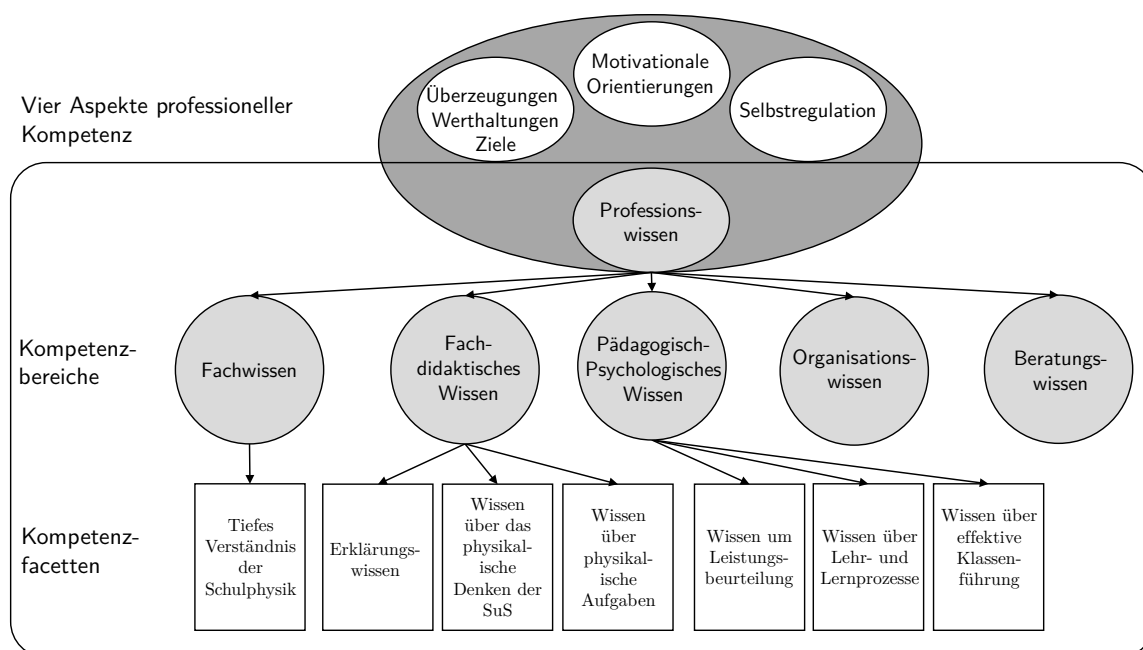 Motivationale
Orientierungen
Überzeugungen
Werthaltungen
Ziele
Selbstregulation
Vier Aspekte professioneller
Kompetenz
Professions-
wissen
Kompetenz-
bereiche
Fachwissen
Fach-
didaktisches
Wissen
Pädagogisch-
Psychologisches
Wissen
Organisations-
wissen
Beratungs-
wissen
Kompetenz-
facetten
Tiefes
Verständnis
der
Schulphysik
Erklärungs-
wissen
Wissen
über das
physikal-
ische
Denken der
SuS
Wissen
über
physikal-
ische
Aufgaben
Wissen um
Leistungs-
beurteilung
Wissen über
Lehr- und
Lernprozesse
Wissen über
effektive
Klassen-
führung